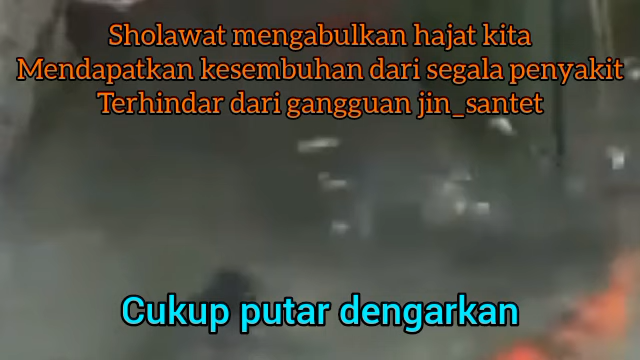 Sholawat mengabulkan hajat kita
Mendapatkan kesembuhan dari segala penyakit
Terhindar dari gangguan jin_santet
Cukup putar dengarkan